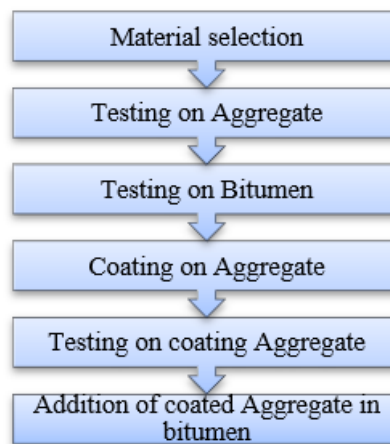 Material selection
Testing on Aggregate
Testing on Bitumen
Coating on Aggregate
Testing on coating Aggregate
Addition of coated Aggregate in
bitumen